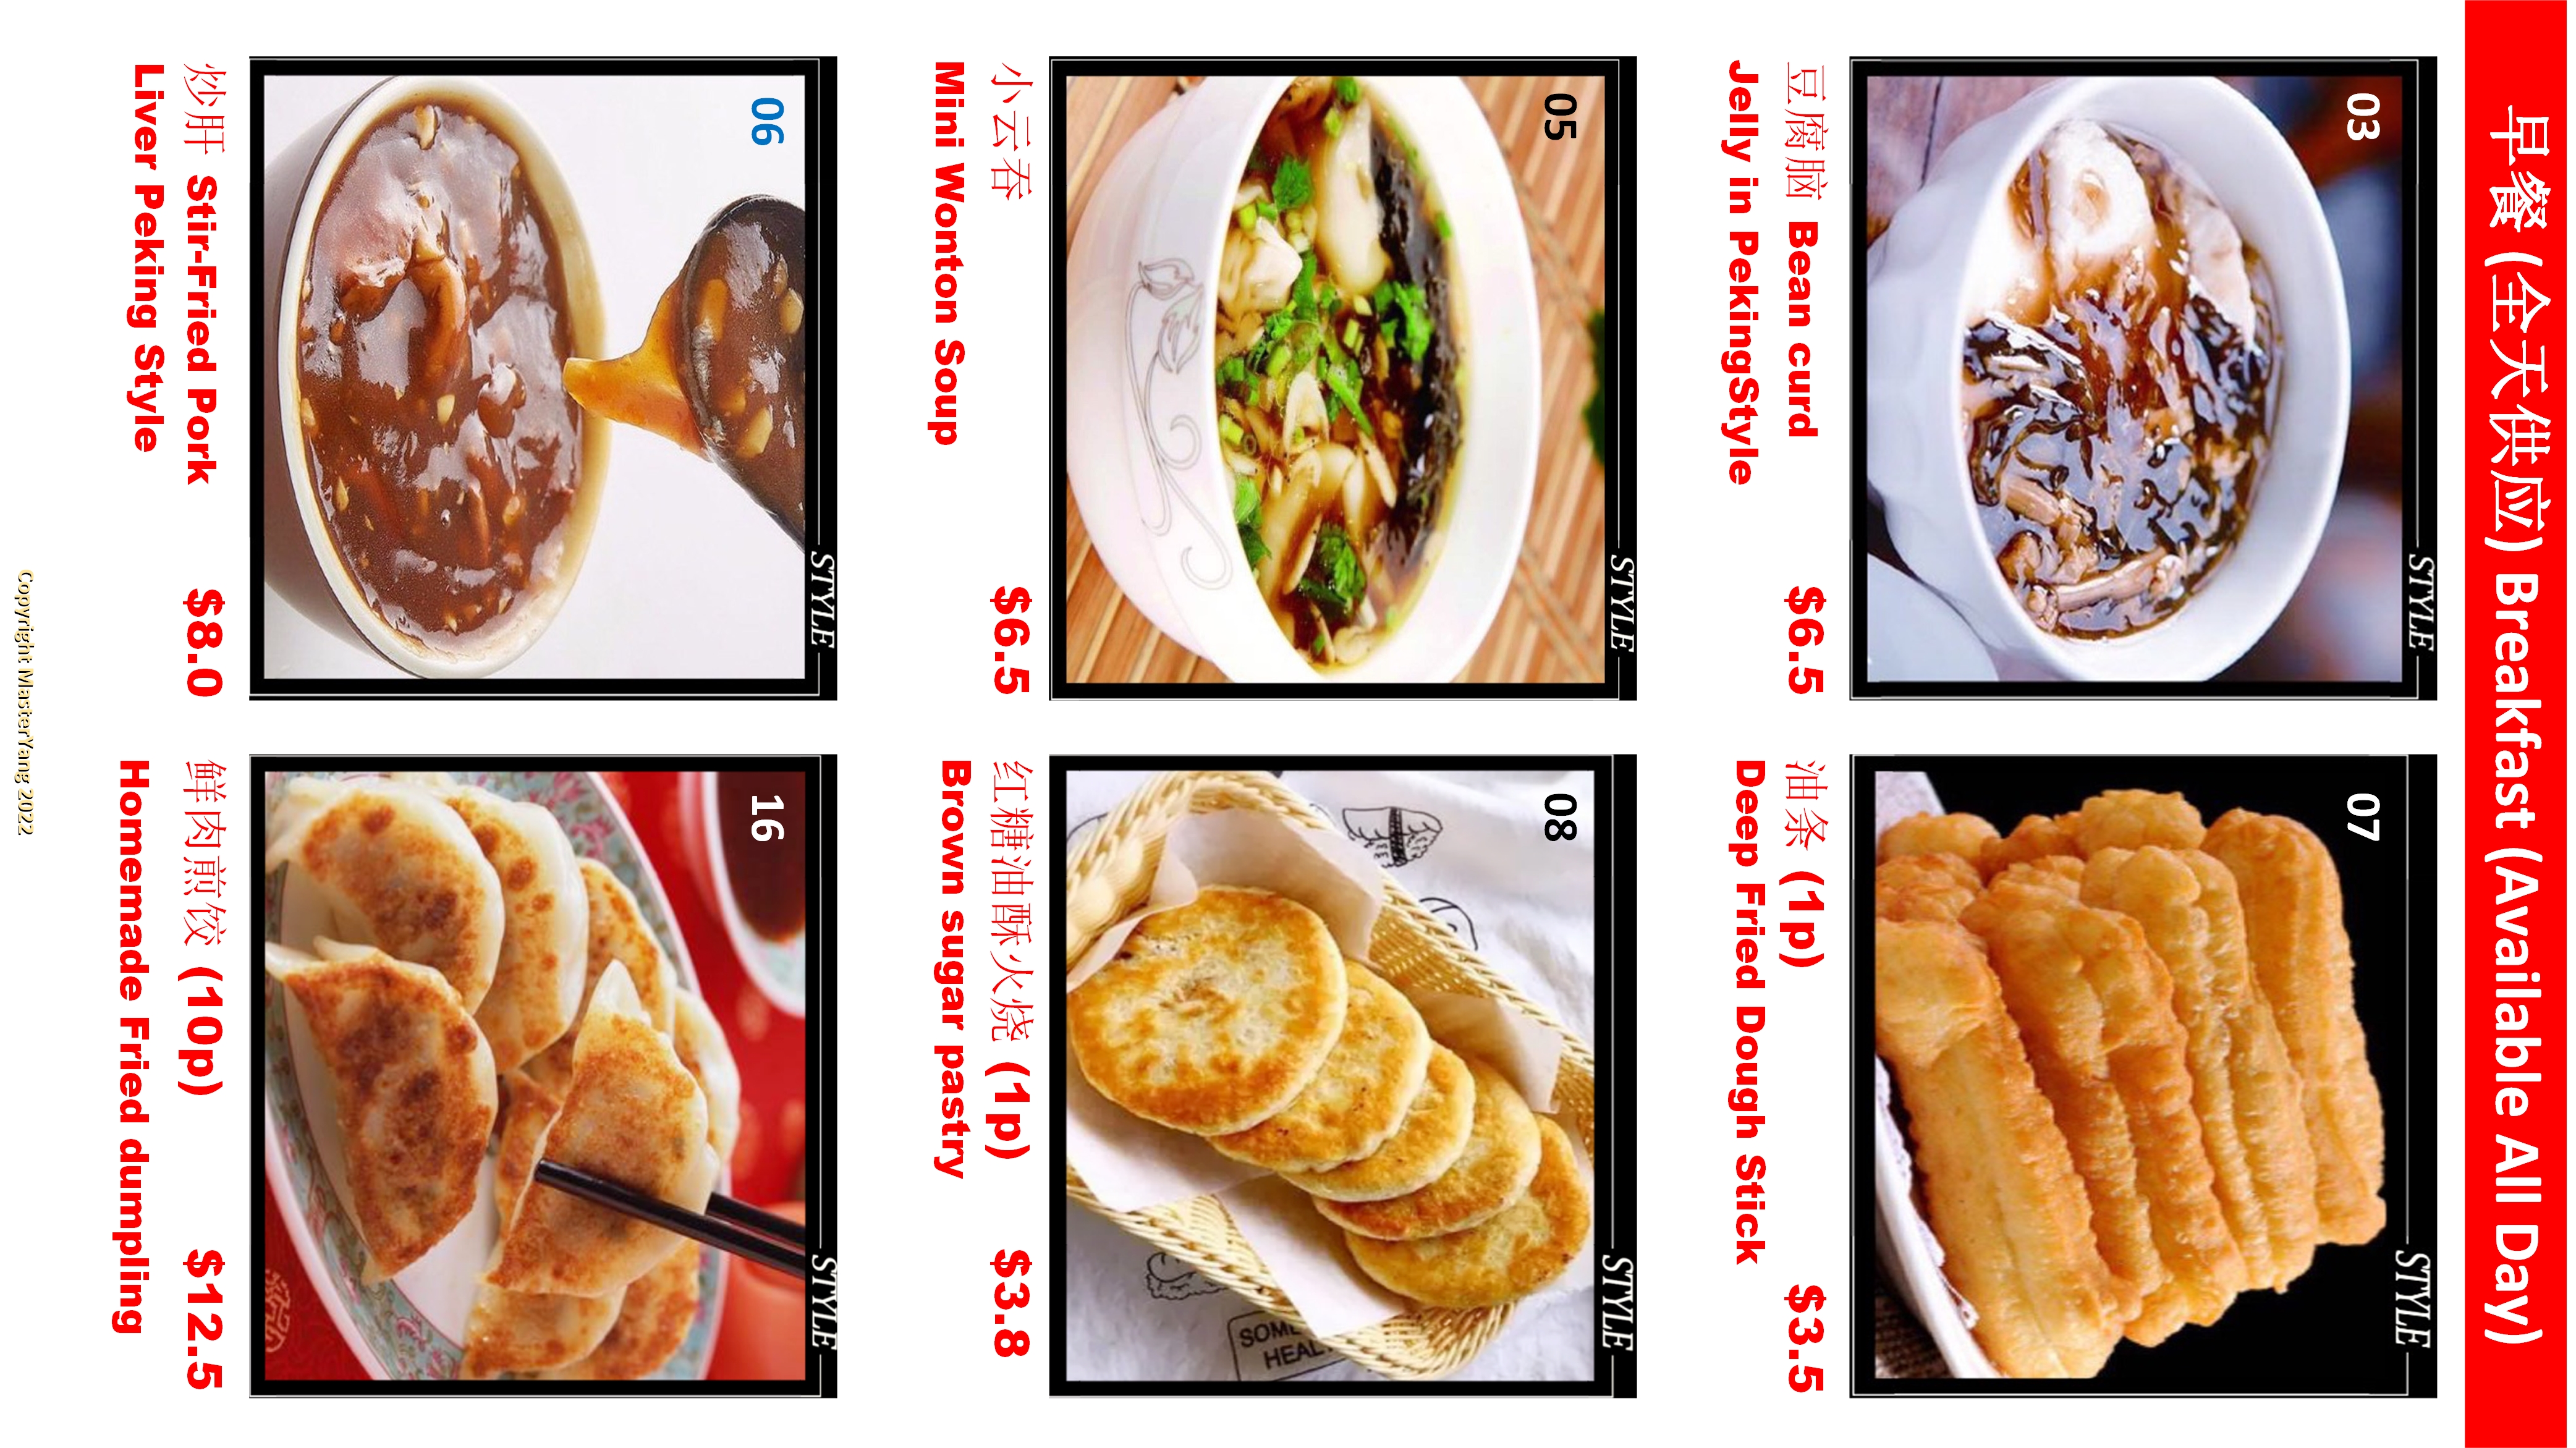 早餐 (全天供应) Breakfast (Available All Day)
03
STYLE
豆腐脑 Bean curd
Jelly in PekingStyle
$6.5
07
STYLE
油条 (1p)
Deep Fried Dough Stick
$3.5
05
STYLE
小云吞
Mini Wonton Soup
$6.5
08
SOME
HEAL
STYLE
红糖油酥火烧 (1p)
Brown sugar pastry
$3.8
06
STYLE
炒肝 Stir-Fried Pork
Liver Peking Style
$8.0
16
STYLE
鲜肉煎饺 (10p)
Homemade Fried dumpling
$12.5
Copyright MasterYang 2022